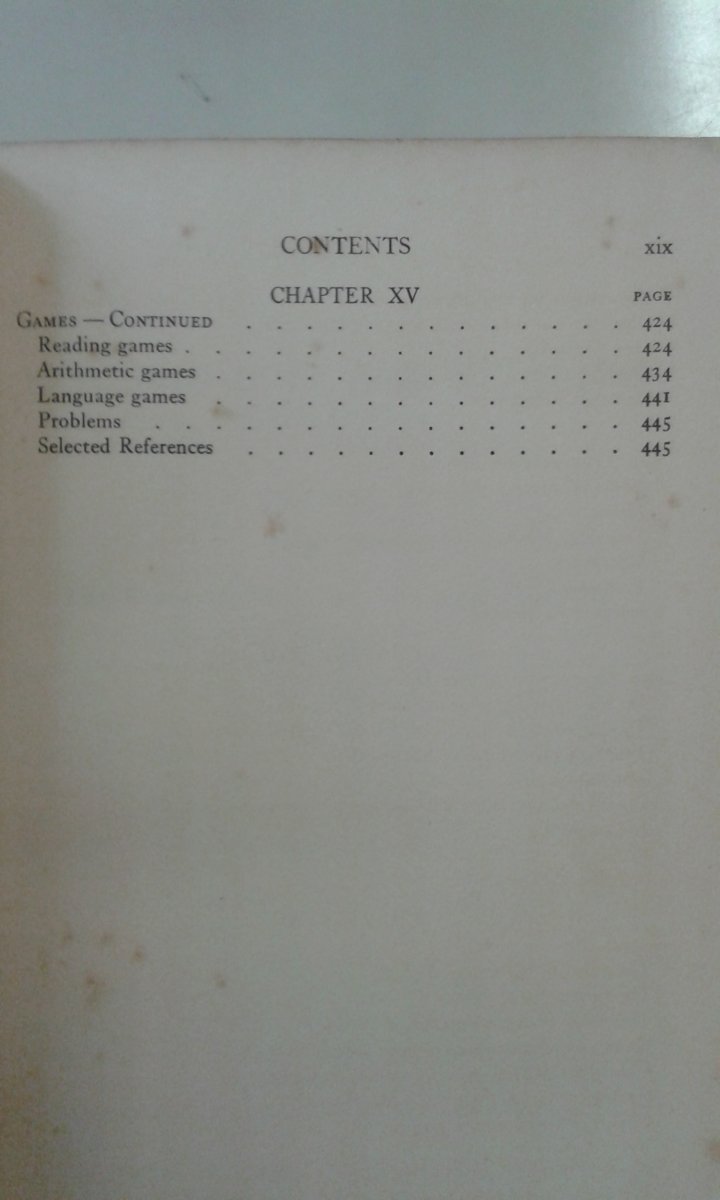 CONTENTS xix
CHAPTER XV PAGE
GAMES — CONTINUED . . . . . . . . . . . . . 424
Reading games . . . . . . . . . . . . . . . 424
Arithmetic games . . . . . . . . . . . . . . 434
Language games . . . . . . . . . . . . . . 441
Problems . . . . . . . . . . . . . . . . 445
Selected References . . . . . . . . . . . . . 445